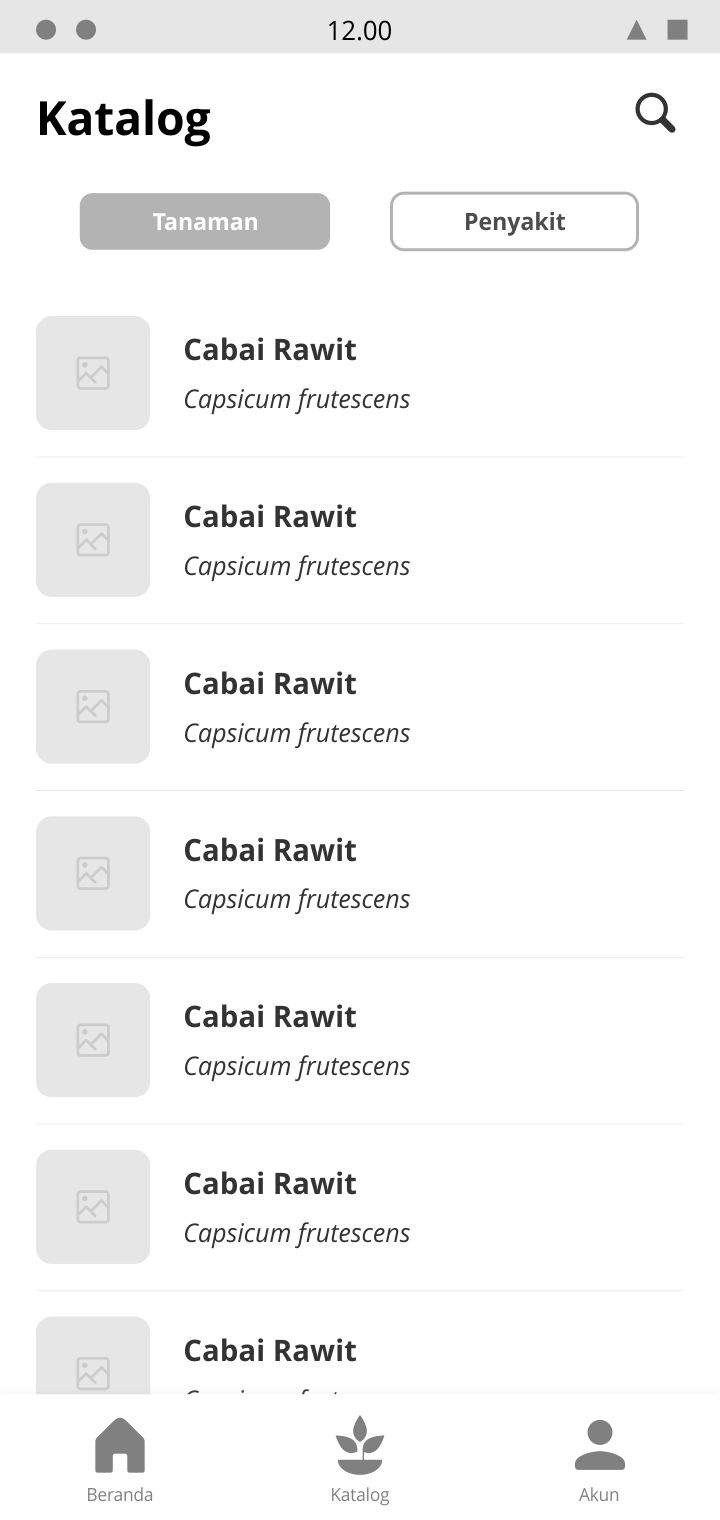 12.00
Katalog
Tanaman
Penyakit
Cabai Rawit
Capsicum frutescens
Cabai Rawit
Capsicum frutescens
Cabai Rawit
Capsicum frutescens
Cabai Rawit
Capsicum frutescens
Cabai Rawit
Capsicum frutescens
Cabai Rawit
Capsicum frutescens
Cabai Rawit
Beranda
Katalog
Akun